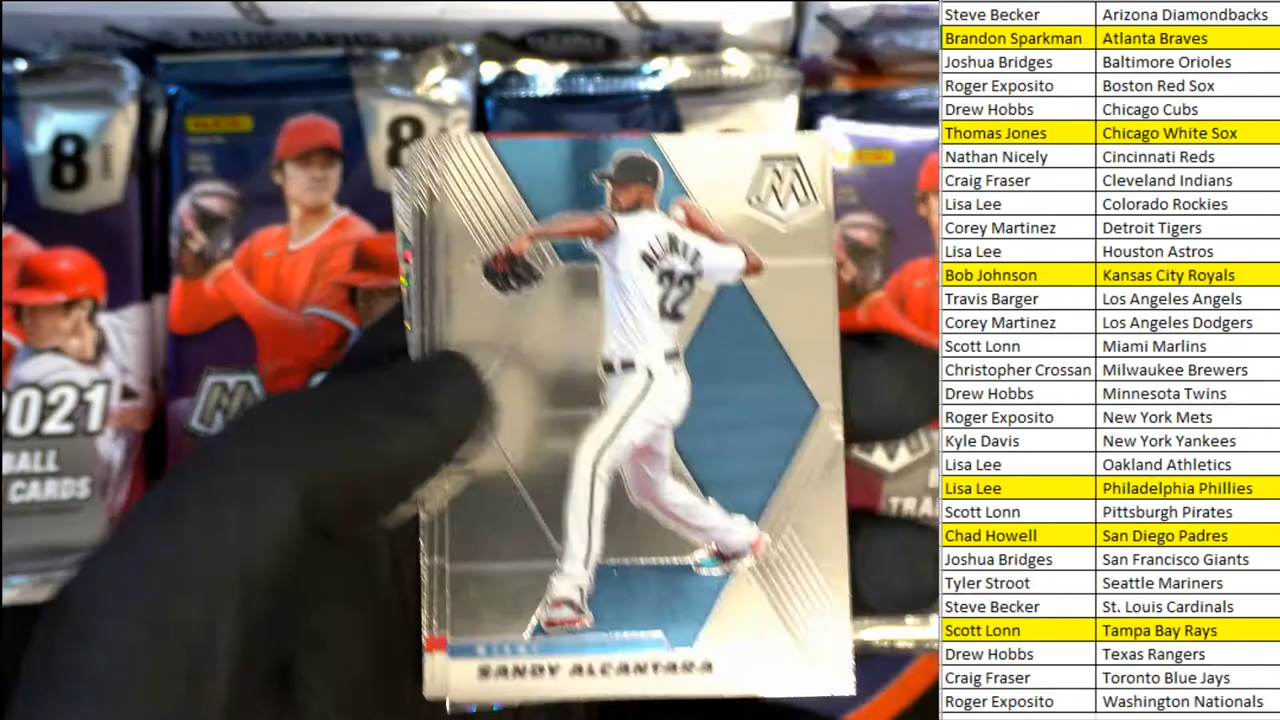 8
8
PANINI
2021
BALL
CARDS
22
SANDY ALCANTARA
Steve Becker Arizona Diamondbacks
Brandon Sparkman Atlanta Braves
Joshua Bridges Baltimore Orioles
Roger Exposito Boston Red Sox
Drew Hobbs Chicago Cubs
Thomas Jones Chicago White Sox
Nathan Nicely Cincinnati Reds
Craig Fraser Cleveland Indians
Lisa Lee Colorado Rockies
Corey Martinez Detroit Tigers
Lisa Lee Houston Astros
Bob Johnson Kansas City Royals
Travis Barger Los Angeles Angels
Corey Martinez Los Angeles Dodgers
Scott Lonn Miami Marlins
Christopher Crossan Milwaukee Brewers
Drew Hobbs Minnesota Twins
Roger Exposito New York Mets
Kyle Davis New York Yankees
Lisa Lee Oakland Athletics
Lisa Lee Philadelphia Phillies
Scott Lonn Pittsburgh Pirates
Chad Howell San Diego Padres
Joshua Bridges San Francisco Giants
Tyler Stroot Seattle Mariners
Steve Becker St. Louis Cardinals
Scott Lonn Tampa Bay Rays
Drew Hobbs Texas Rangers
Craig Fraser Toronto Blue Jays
Roger Exposito Washington Nationals